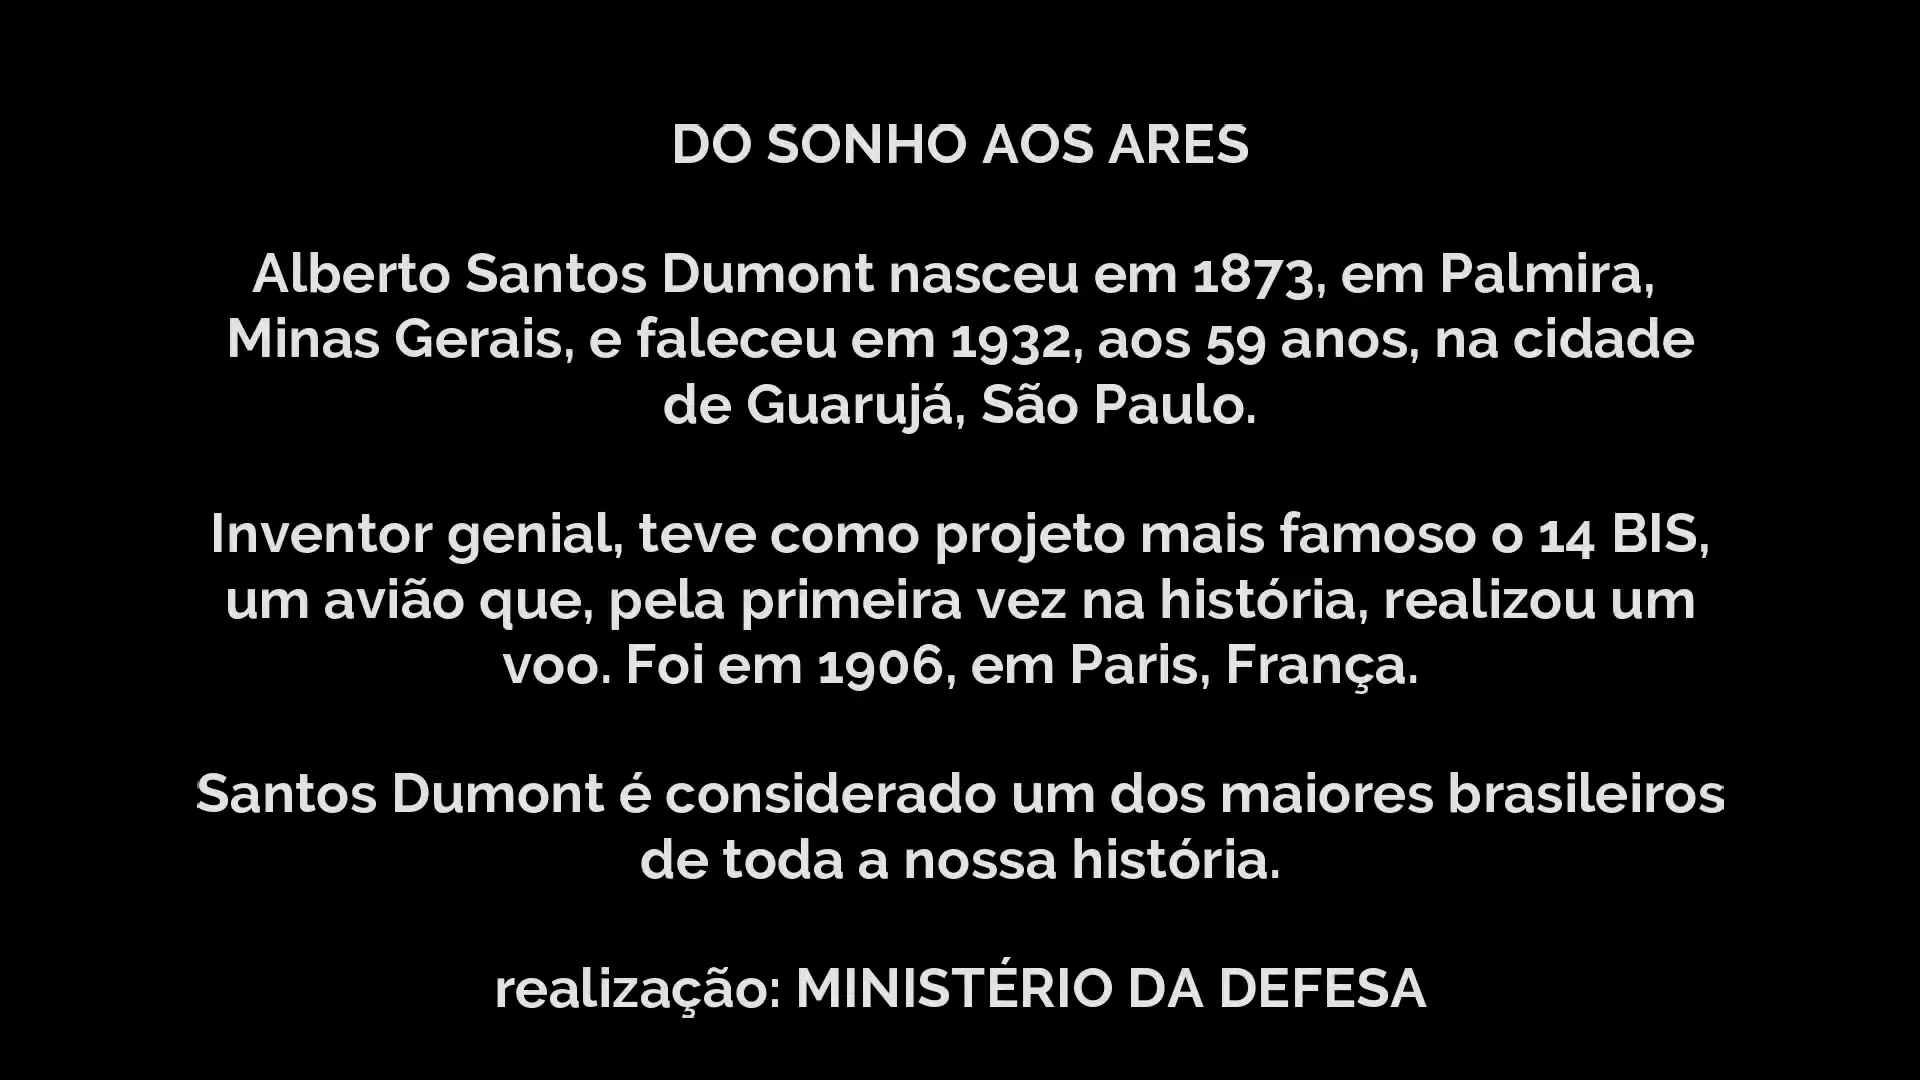 DO SONHO AOS ARES
Alberto Santos Dumont nasceu em 1873, em Palmira,
Minas Gerais, e faleceu em 1932, aos 59 anos, na cidade
de Guarujá, São Paulo.
Inventor genial, teve como projeto mais famoso o 14 BIS,
um avião que, pela primeira vez na história, realizou um
voo. Foi em 1906, em Paris, França.
Santos Dumont é considerado um dos maiores brasileiros
de toda a nossa história.
realização: MINISTÉRIO DA DEFESA